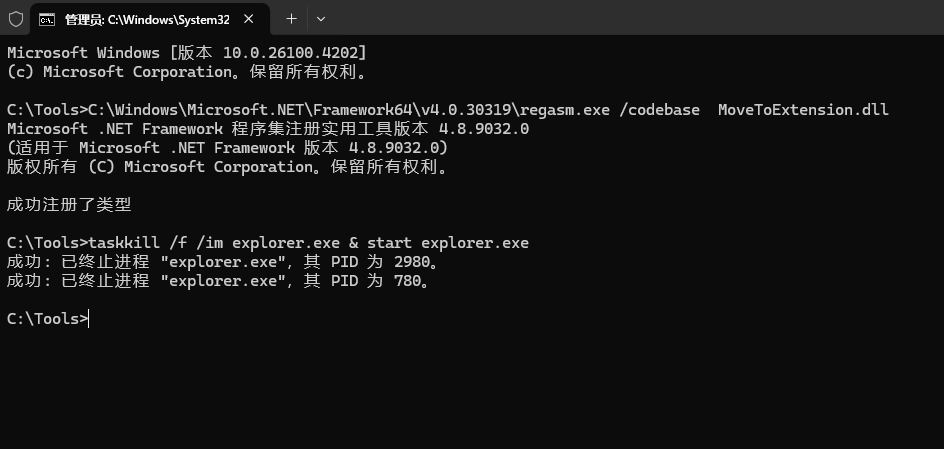 管理员: C:\Windows\System32
Microsoft Windows [版本 10.0.26100.4202]
(c) Microsoft Corporation。保留所有权利。
C:\Tools>C:\Windows\Microsoft.NET\Framework64\v4.0.30319\regasm.exe /codebase  MoveToExtension.dll
Microsoft .NET Framework 程序集注册实用工具版本 4.8.9032.0
(适用于 Microsoft .NET Framework 版本 4.8.9032.0)
版权所有 (C) Microsoft Corporation。保留所有权利。
成功注册了类型
C:\Tools>taskkill /f /im explorer.exe & start explorer.exe
成功: 已终止进程 "explorer.exe", 其 PID 为 2980。
成功: 已终止进程 "explorer.exe", 其 PID 为 780。
C:\Tools>